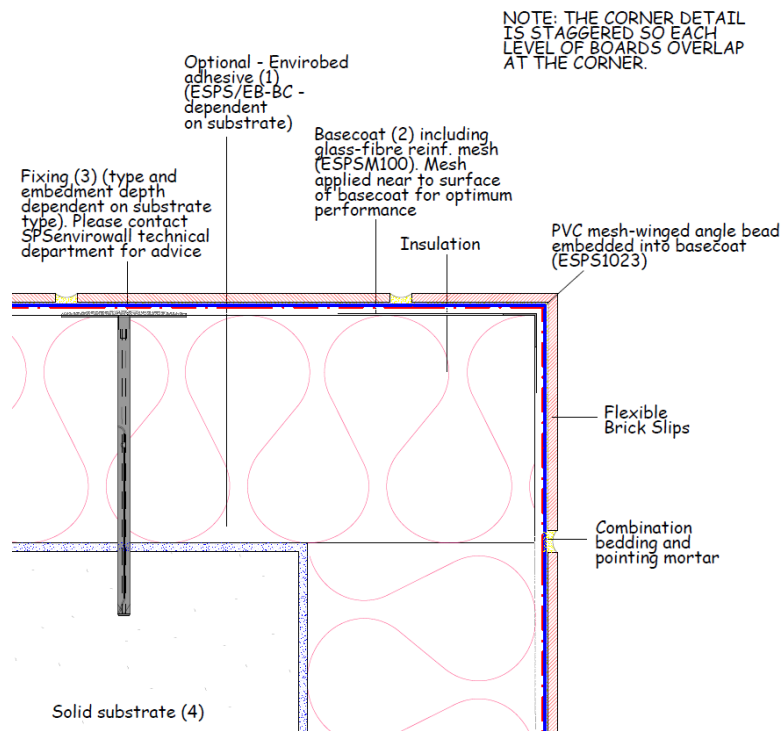 NOTE: THE CORNER DETAIL
IS STAGGERED SO EACH
LEVEL OF BOARDS OVERLAP
AT THE CORNER.
Optional - Envirobed
adhesive (1)
(ESPS/EB-BC -
dependent
on substrate)
Basecoat (2) including
glass-fibre reinf. mesh
(ESPSM100). Mesh
applied near to surface
of basecoat for optimum
performance
Fixing (3) (type and
embedment depth
dependent on substrate
type). Please contact
SPSenvirowall technical
department for advice
Insulation
PVC mesh-winged angle bead
embedded into basecoat
(ESPS1023)
Flexible
Brick Slips
Combination
bedding and
pointing mortar
Solid substrate (4)